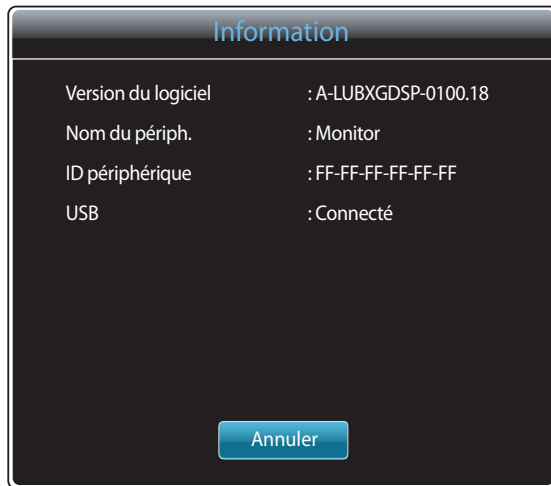 Information
Version du logiciel : A-LUBXGDSP-0100.18
Nom du périph. : Monitor
ID périphérique : FF-FF-FF-FF-FF-FF
USB : Connecté
Annuler